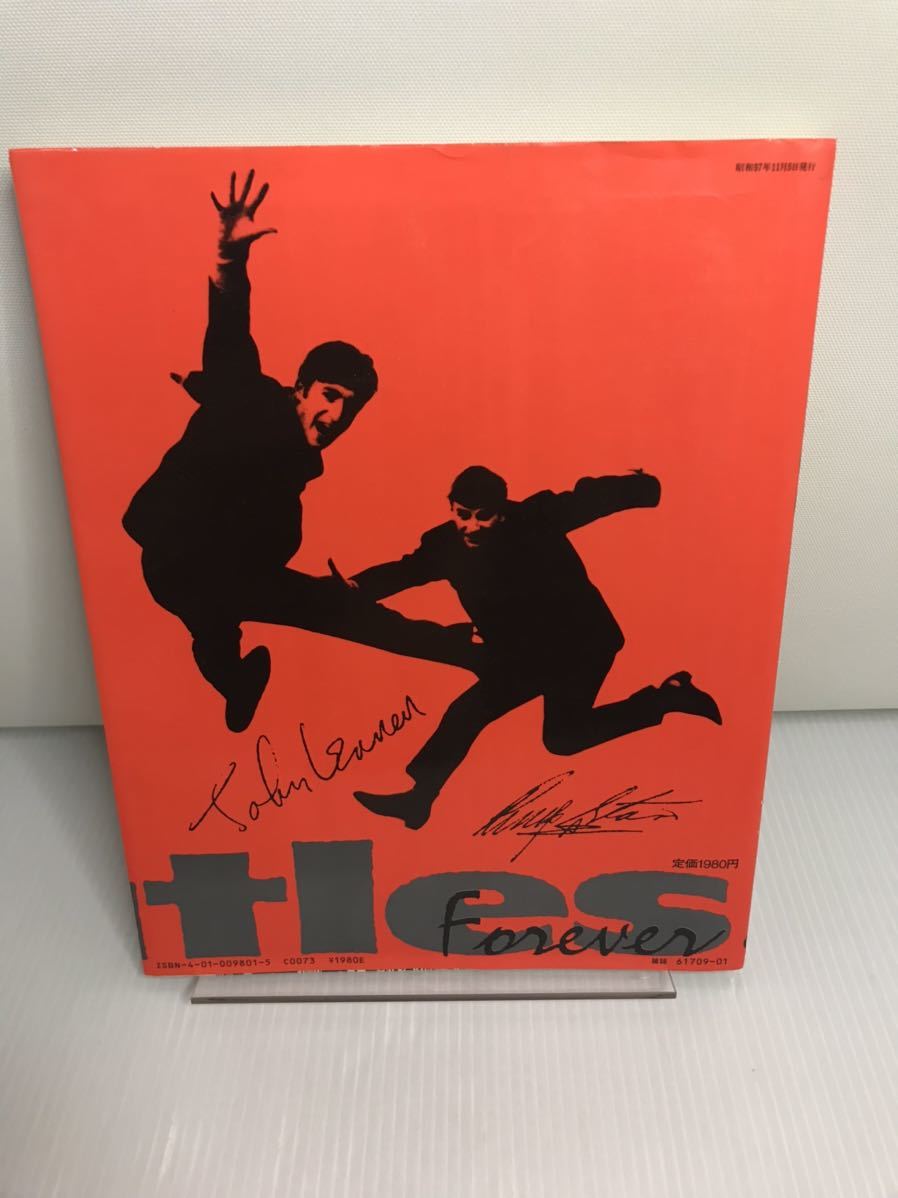 昭和57年11月5日発行
John Lennon
Ringo Starr
定価1980円
tles
Forever
ISBN4-01-009801-5 C0073 ¥1980E
雑誌 61709-01